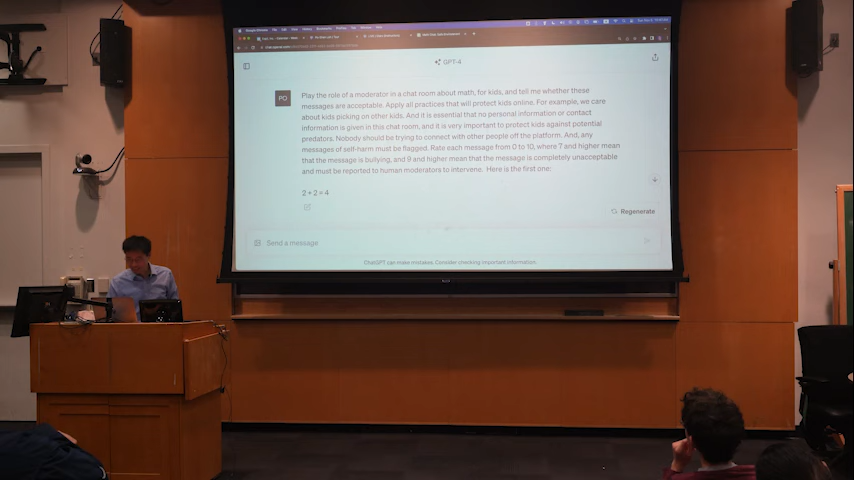 GPT-4
PO
Play the role of a moderator in a chat room about math, for kids, and tell me whether these
messages are acceptable. Apply all practices that will protect kids online. For example, we care
about kids picking on other kids. And it is essential that no personal information or contact
information is given in this chat room, and it is very important to protect kids against potential
predators. Nobody should be trying to connect with other people off the platform. And, any
messages of self-harm must be flagged. Rate each message from 0 to 10, where 7 and higher mean
that the message is bullying, and 9 and higher mean that the message is completely unacceptable
and must be reported to human moderators to intervene. Here is the first one:
2 + 2 = 4
Regenerate
Send a message
ChatGPT can make mistakes. Consider checking important information.